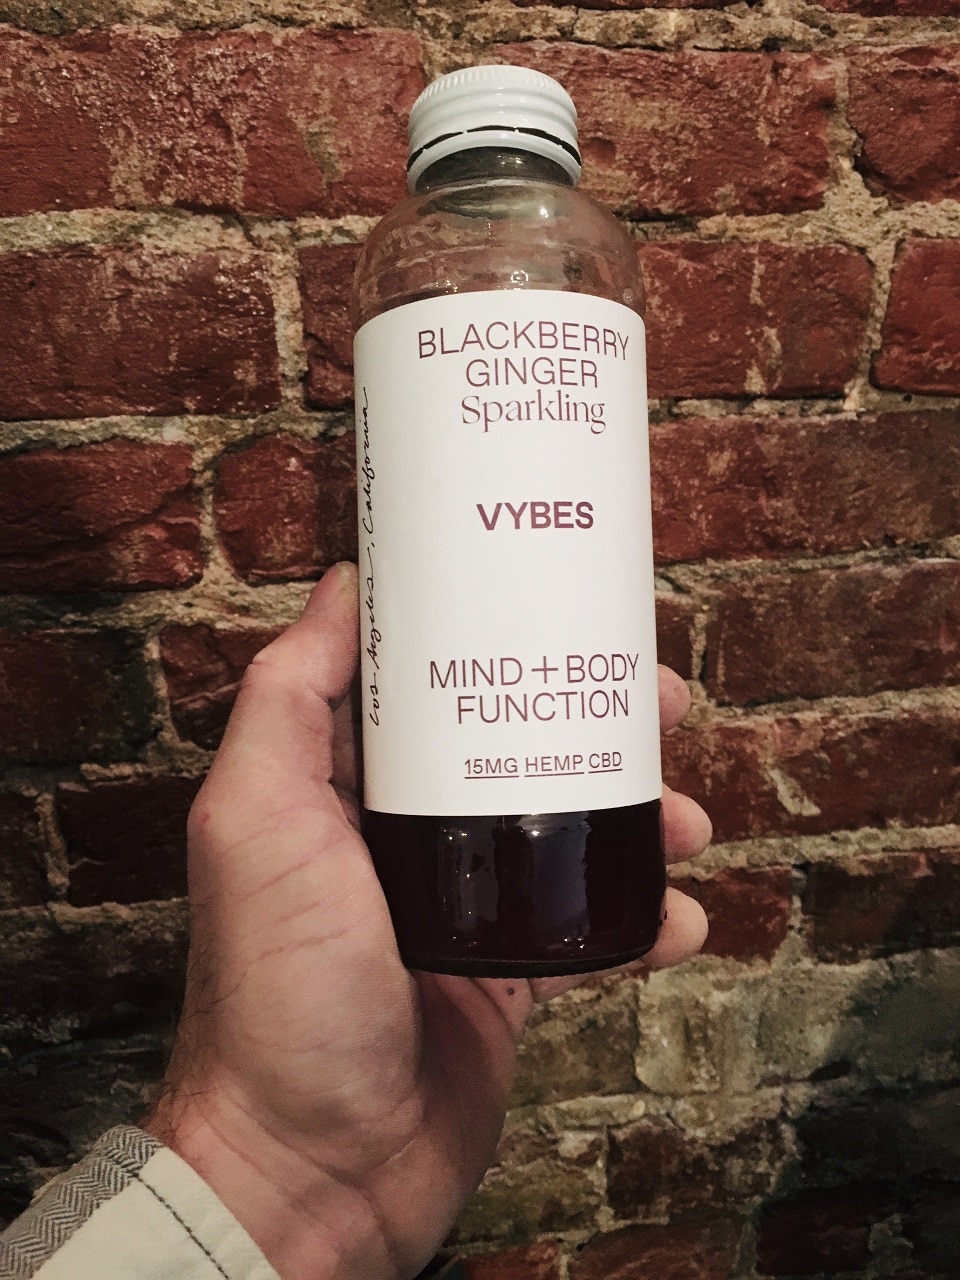 BLACKBERRY
GINGER
Sparkling
VYBES
MIND + BODY
FUNCTION
15MG HEMP CBD
Los Angeles, California